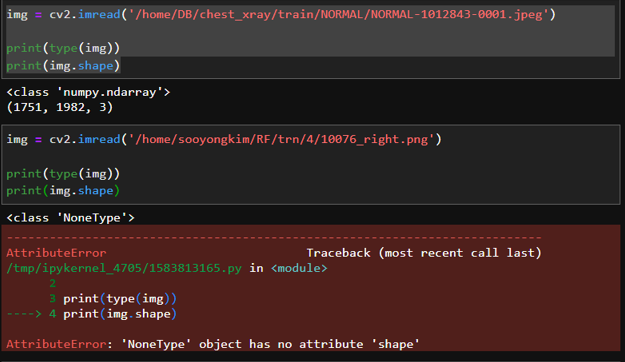 img = cv2.imread('/home/DB/chest_xray/train/NORMAL/NORMAL-1012843-0001.jpeg')
print(type(img))
print(img.shape)
<class 'numpy.ndarray'>
(1751, 1982, 3)
img = cv2.imread('/home/sooyongkim/RF/trn/4/10076_right.png')
print(type(img))
print(img.shape)
<class 'NoneType'>
---------------------------------------------------------------------------
AttributeError                            Traceback (most recent call last)
/tmp/ipykernel_4705/1583813165.py in <module>
      2
      3 print(type(img))
----> 4 print(img.shape)
AttributeError: 'NoneType' object has no attribute 'shape'